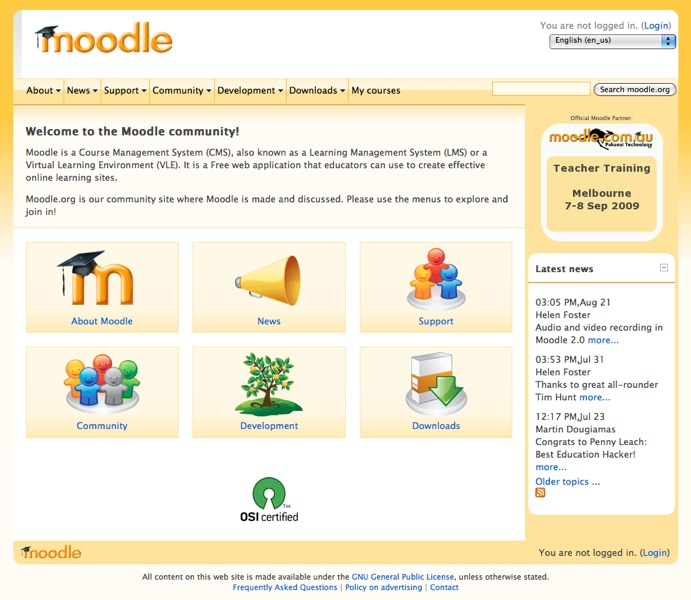 moodle
You are not logged in. (Login)
English (en_us)
About
News
Support
Community
Development
Downloads
My courses
Search moodle.org
Welcome to the Moodle community!
Moodle is a Course Management System (CMS), also known as a Learning Management System (LMS) or a
Virtual Learning Environment (VLE). It is a Free web application that educators can use to create effective
online learning sites.
Moodle.org is our community site where Moodle is made and discussed. Please use the menus to explore and
join in!
m
About Moodle
News
Support
Community
Development
Downloads
TM
OSI certified
Official Moodle Partner:
moodle.com.au
Pukunui Technology
Teacher Training
Melbourne
7-8 Sep 2009
Latest news
03:05 PM,Aug 21
Helen Foster
Audio and video recording in
Moodle 2.0 more...
03:53 PM,Jul 31
Helen Foster
Thanks to great all-rounder
Tim Hunt more...
12:17 PM,Jul 23
Martin Dougiamas
Congrats to Penny Leach:
Best Education Hacker!
more...
Older topics ...
moodle
You are not logged in. (Login)
All content on this web site is made available under the GNU General Public License, unless otherwise stated.
Frequently Asked Questions | Policy on advertising | Contact